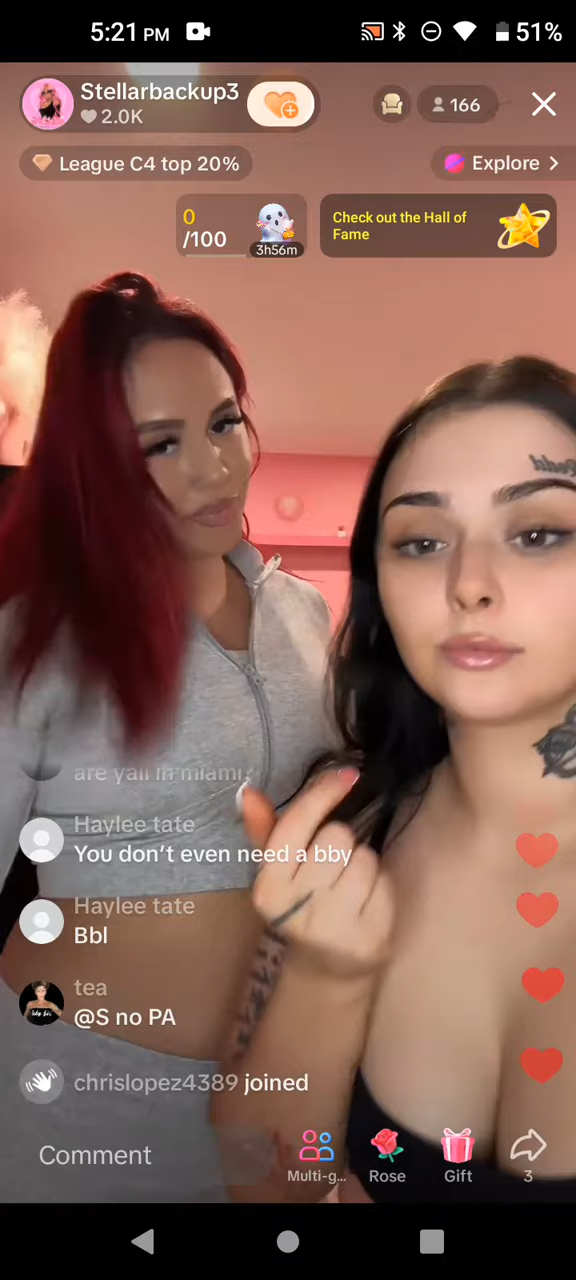 5:21 PM
51%
Stellarbackup3
2.0K
166
League C4 top 20%
Explore >
0
/100
3h56m
Check out the Hall of
Fame
are yall in miami
Haylee tate
You don't even need a bby
Haylee tate
Bbl
tea
@S no PA
chrislopez4389 joined
Comment
Multi-g...
Rose
Gift
3